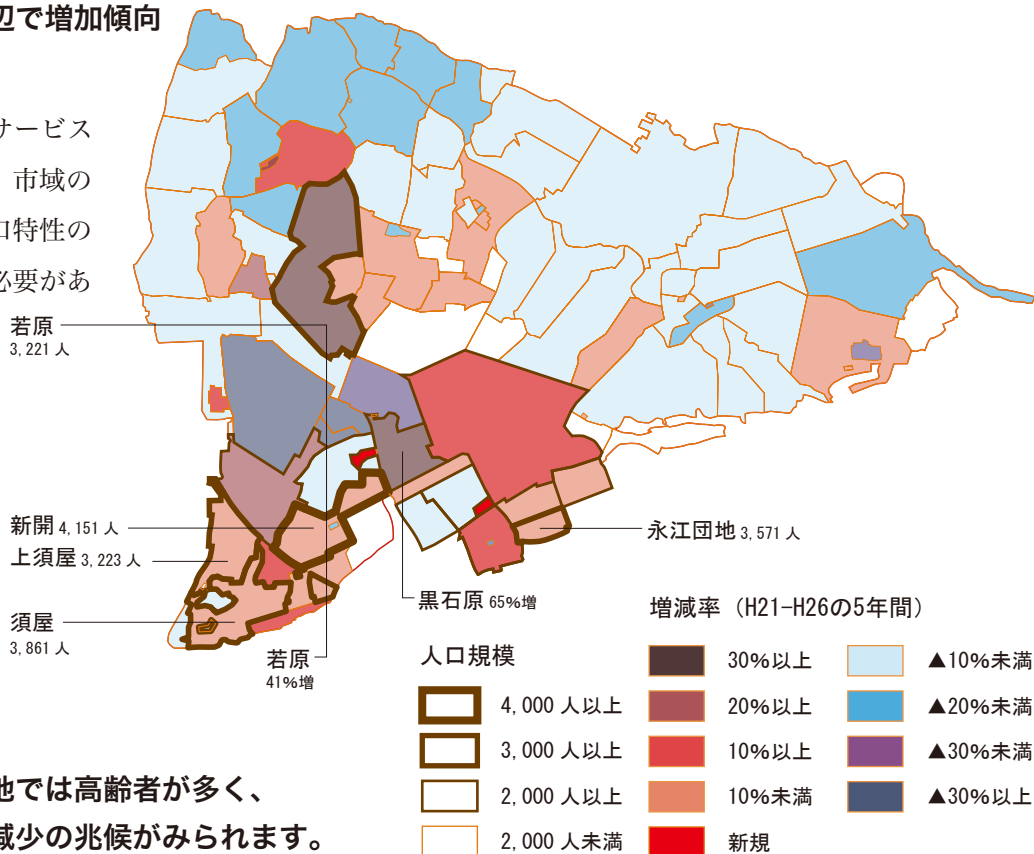 辺で増加傾向
サービス
市域の
口特性の
必要があ
若原
3,221 人
新開 4,151 人
上須屋 3,223 人
須屋
3,861 人
若原
41%増
黒石原 65%増
永江団地 3,571 人
人口規模
4,000 人以上
3,000 人以上
2,000 人以上
2,000 人未満
増減率（H21-H26の5年間）
30%以上
20%以上
10%以上
10%未満
新規
▲10%未満
▲20%未満
▲30%未満
▲30%以上
地では高齢者が多く、
減少の兆候がみられます。